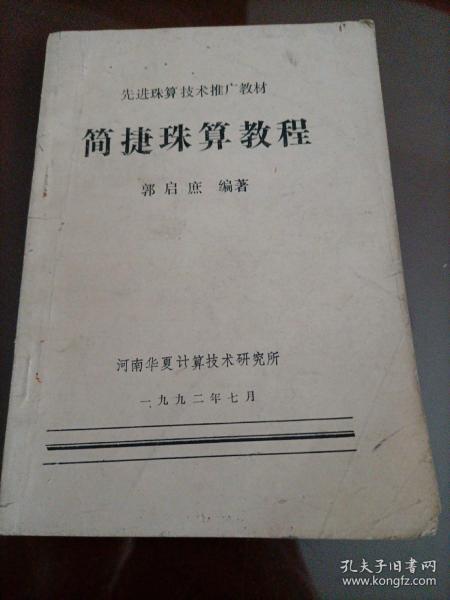 先进珠算技术推广教材
简捷珠算教程
郭启庶 编著
河南华夏计算技术研究所
一九九二年七月
孔夫子旧书网
www.kongfz.com